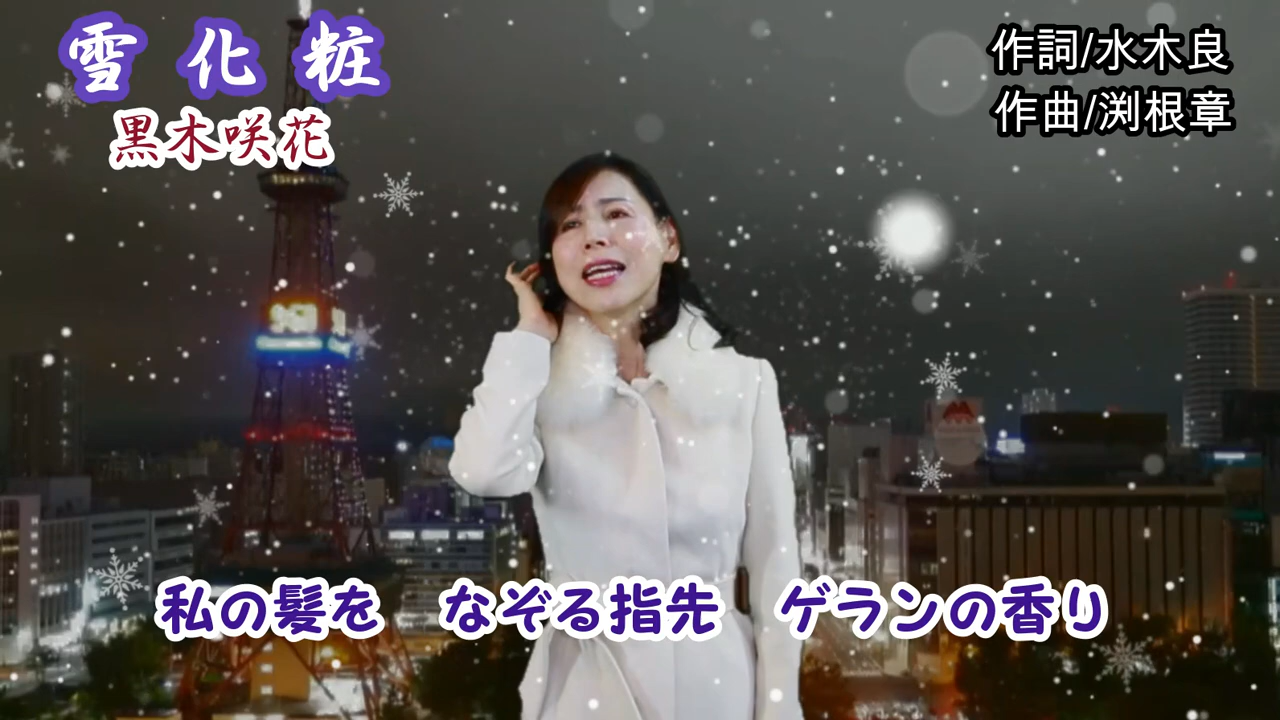 雪化粧
黒木咲花
作詞/水木良
作曲/渕根章
私の髪を　なぞる指先　ゲランの香り